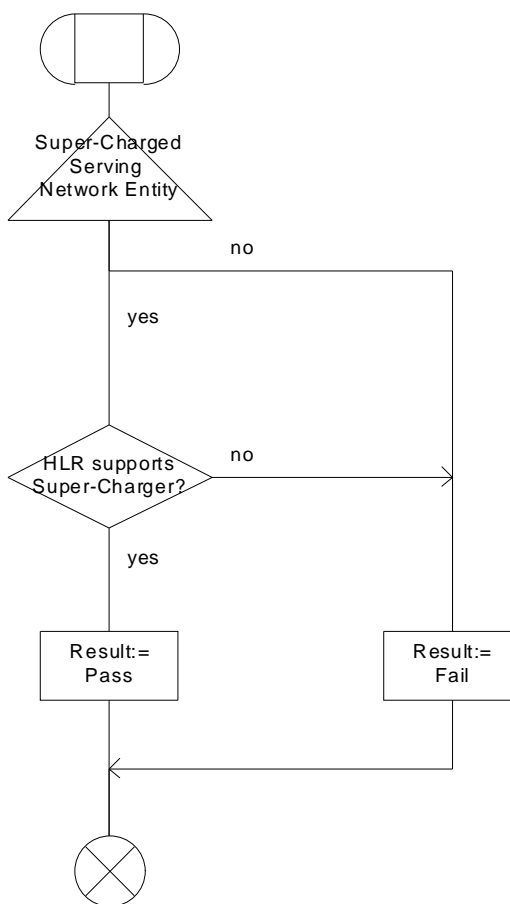 Super-Charged
Serving
Network Entity
no
yes
HLR supports
Super-Charger?
no
yes
Result:=
Pass
Result:=
Fail